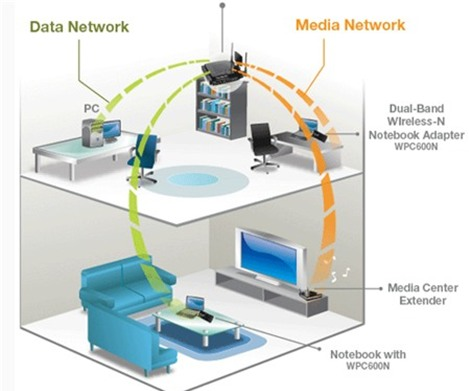 Data Network
Media Network
PC
Dual-Band
Wireless-N
Notebook Adapter
WPC600N
Media Center
Extender
Notebook with
WPC600N